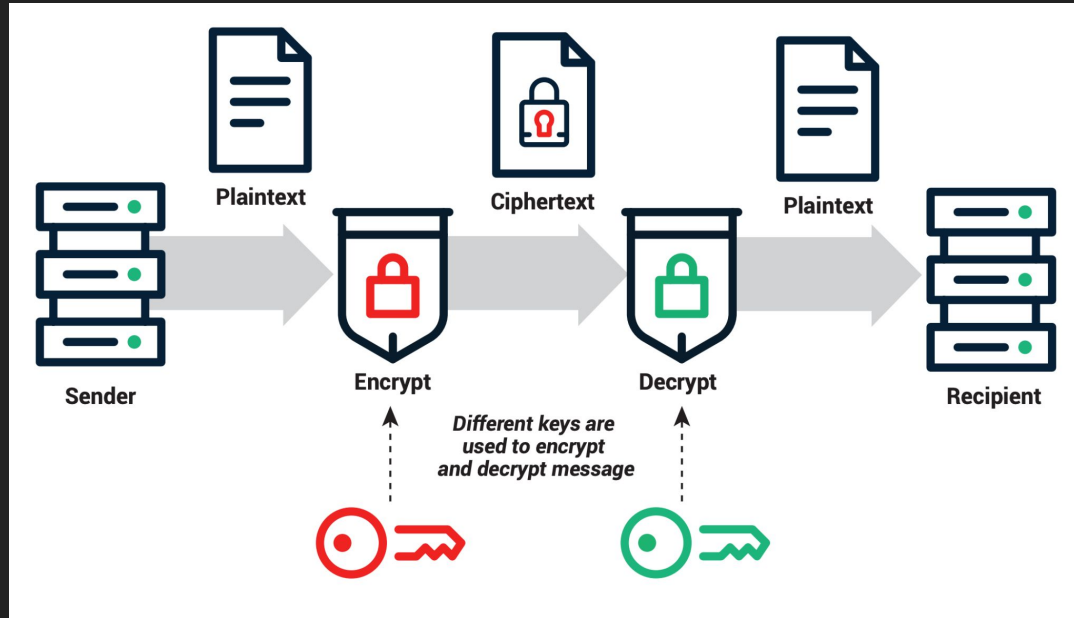 Plaintext
Ciphertext
Plaintext
Sender
Encrypt
Decrypt
Recipient
Different keys are
used to encrypt
and decrypt message